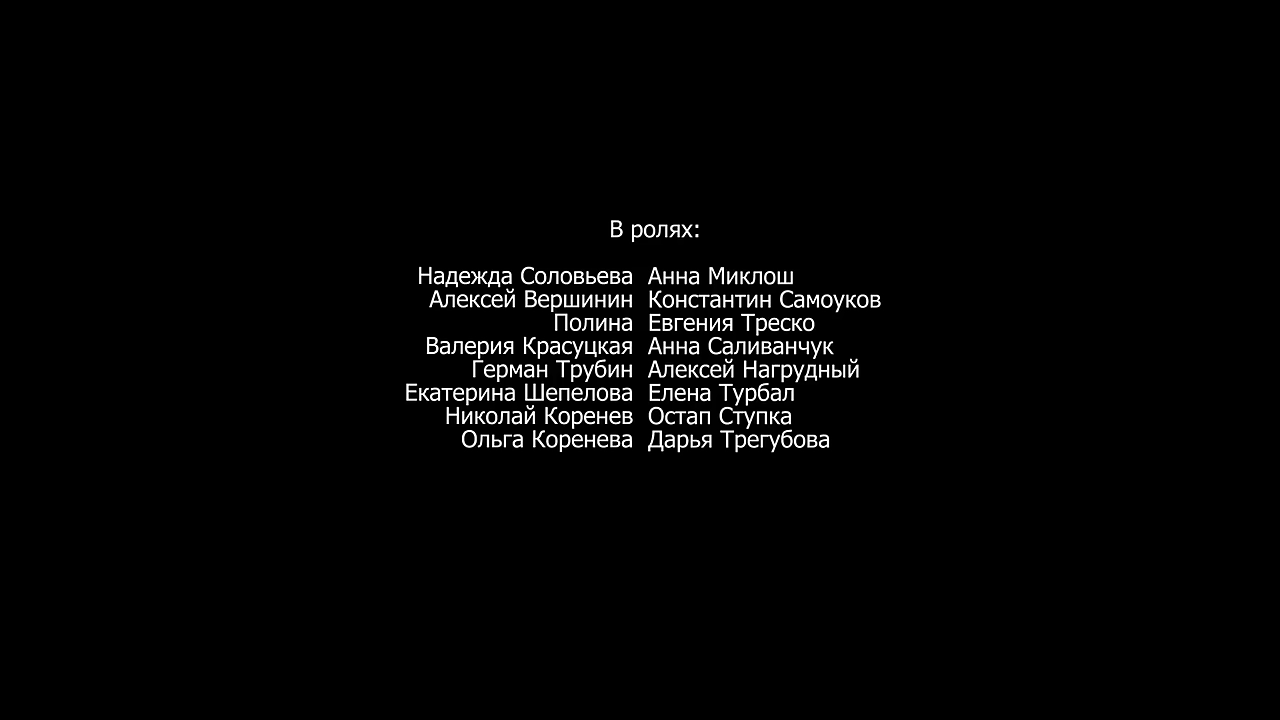 В ролях:
Надежда Соловьева Анна Миклош
Алексей Вершинин Константин Самоуков
Полина Евгения Треско
Валерия Красуцкая Анна Саливанчук
Герман Трубин Алексей Нагрудный
Екатерина Шепелова Елена Турбал
Николай Коренев Остап Ступка
Ольга Коренева Дарья Трегубова